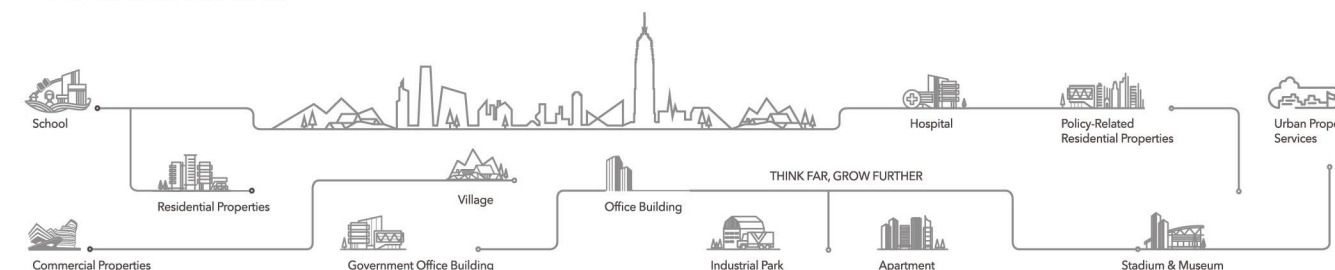 School
Hospital
Policy-Related
Residential Properties
Urban
Services
Residential Properties
Village
Office Building
THINK FAR, GROW FURTHER
Commercial Properties
Government Office Building
Industrial Park
Apartment
Stadium & Museum